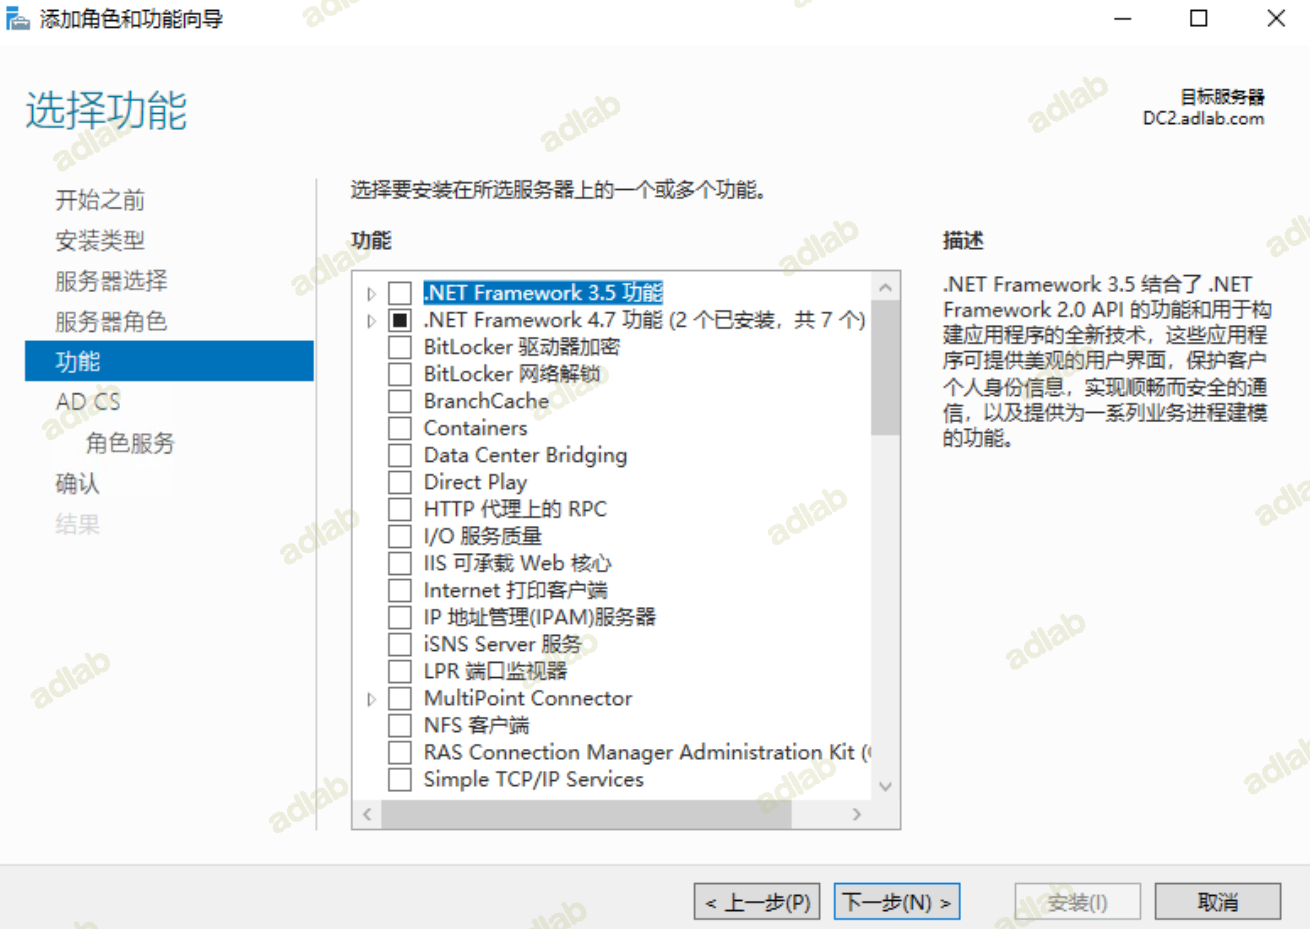 添加角色和功能向导
选择功能
目标服务器
DC2.adlab.com
开始之前
安装类型
服务器选择
服务器角色
功能
AD CS
角色服务
确认
结果
选择要安装在所选服务器上的一个或多个功能。
功能
.NET Framework 3.5 功能
.NET Framework 4.7 功能 (2 个已安装，共 7 个)
BitLocker 驱动器加密
BitLocker 网络解锁
BranchCache
Containers
Data Center Bridging
Direct Play
HTTP 代理上的 RPC
I/O 服务质量
IIS 可承载 Web 核心
Internet 打印客户端
IP 地址管理(IPAM)服务器
iSNS Server 服务
LPR 端口监视器
MultiPoint Connector
NFS 客户端
RAS Connection Manager Administration Kit (
Simple TCP/IP Services
描述
.NET Framework 3.5 结合了 .NET
Framework 2.0 API 的功能和用于构
建应用程序的全新技术，这些应用程
序可提供美观的用户界面，保护客户
个人身份信息，实现顺畅而安全的通
信，以及提供为一系列业务进程建模
的功能。
< 上一步(P)
下一步(N) >
安装(I)
取消
adlab